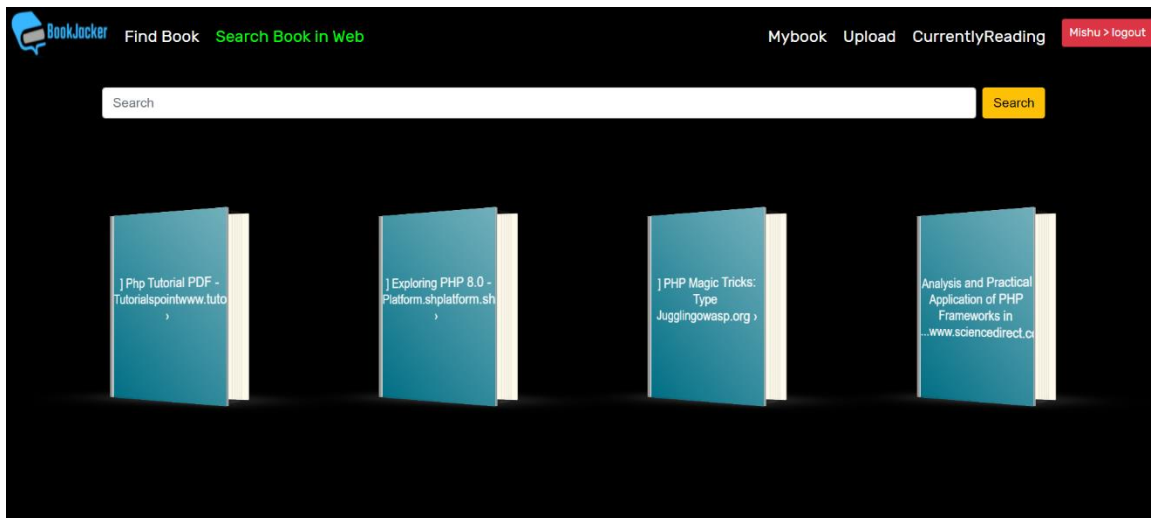 BookJocker Find Book Search Book in Web Mybook Upload CurrentlyReading Mishu > logout
Search Search
] Php Tutorial PDF -
Tutorialspointwww.tuto
›
] Exploring PHP 8.0 -
Platform.shplatform.sh
›
] PHP Magic Tricks:
Type
Jugglingowasp.org ›
Analysis and Practical
Application of PHP
Frameworks in
...www.sciencedirect.co